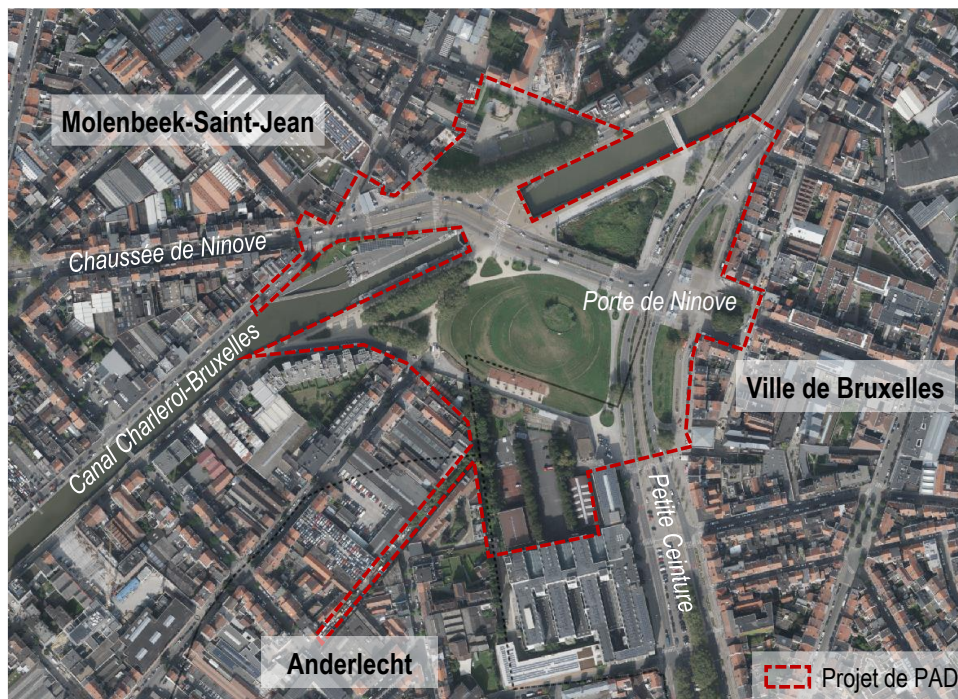 Molenbeek-Saint-Jean
Chaussée de Ninove
Porte de Ninove
Canal Charleroi-Bruxelles
Ville de Bruxelles
Petite Ceinture
Anderlecht
Projet de PAD